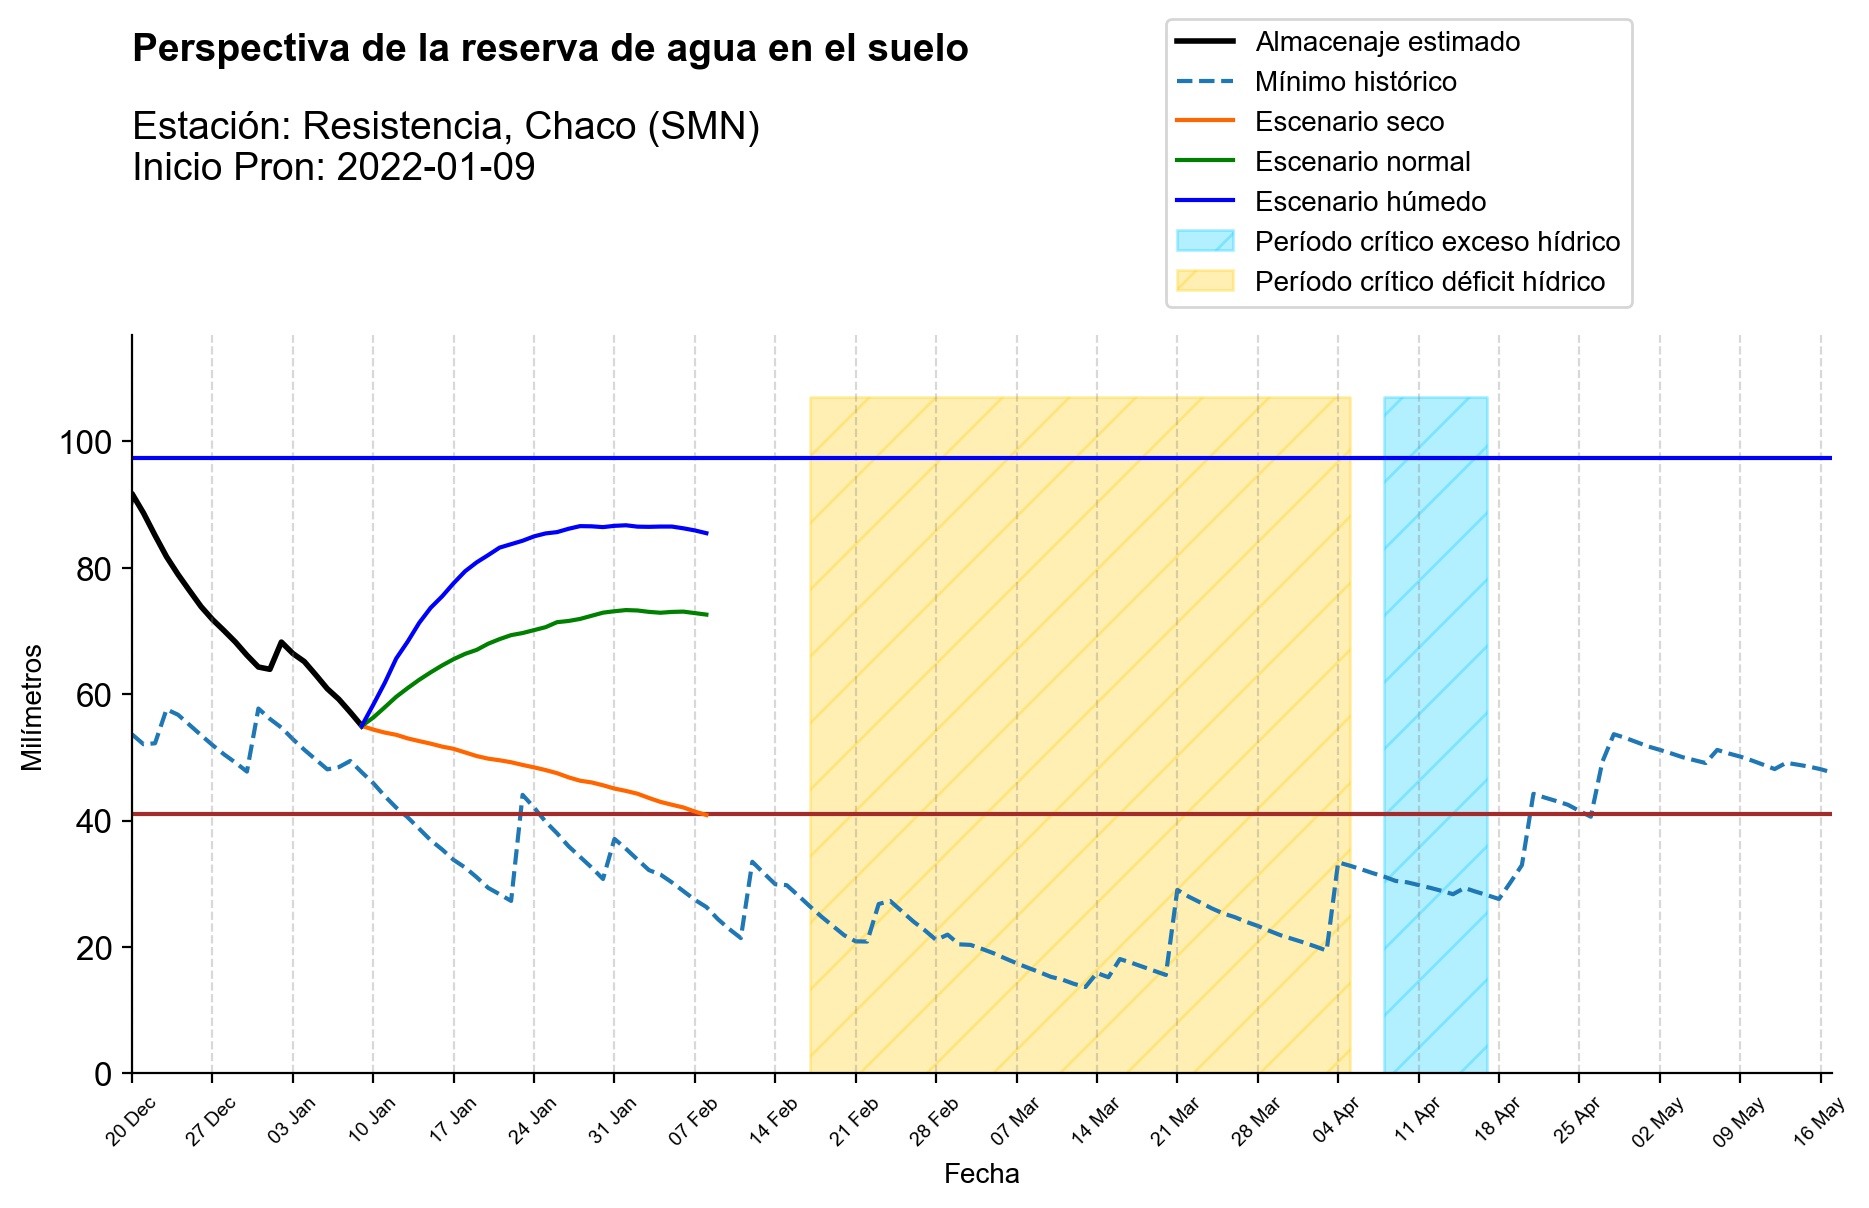 Perspectiva de la reserva de agua en el suelo
Estación: Resistencia, Chaco (SMN)
Inicio Pron: 2022-01-09
Almacenaje estimado
Mínimo histórico
Escenario seco
Escenario normal
Escenario húmedo
Período crítico exceso hídrico
Período crítico déficit hídrico
Milímetros
100
80
60
40
20
0
20 Dec
27 Dec
03 Jan
10 Jan
17 Jan
24 Jan
31 Jan
07 Feb
14 Feb
21 Feb
28 Feb
07 Mar
14 Mar
21 Mar
28 Mar
04 Apr
11 Apr
18 Apr
25 Apr
02 May
09 May
16 May
Fecha